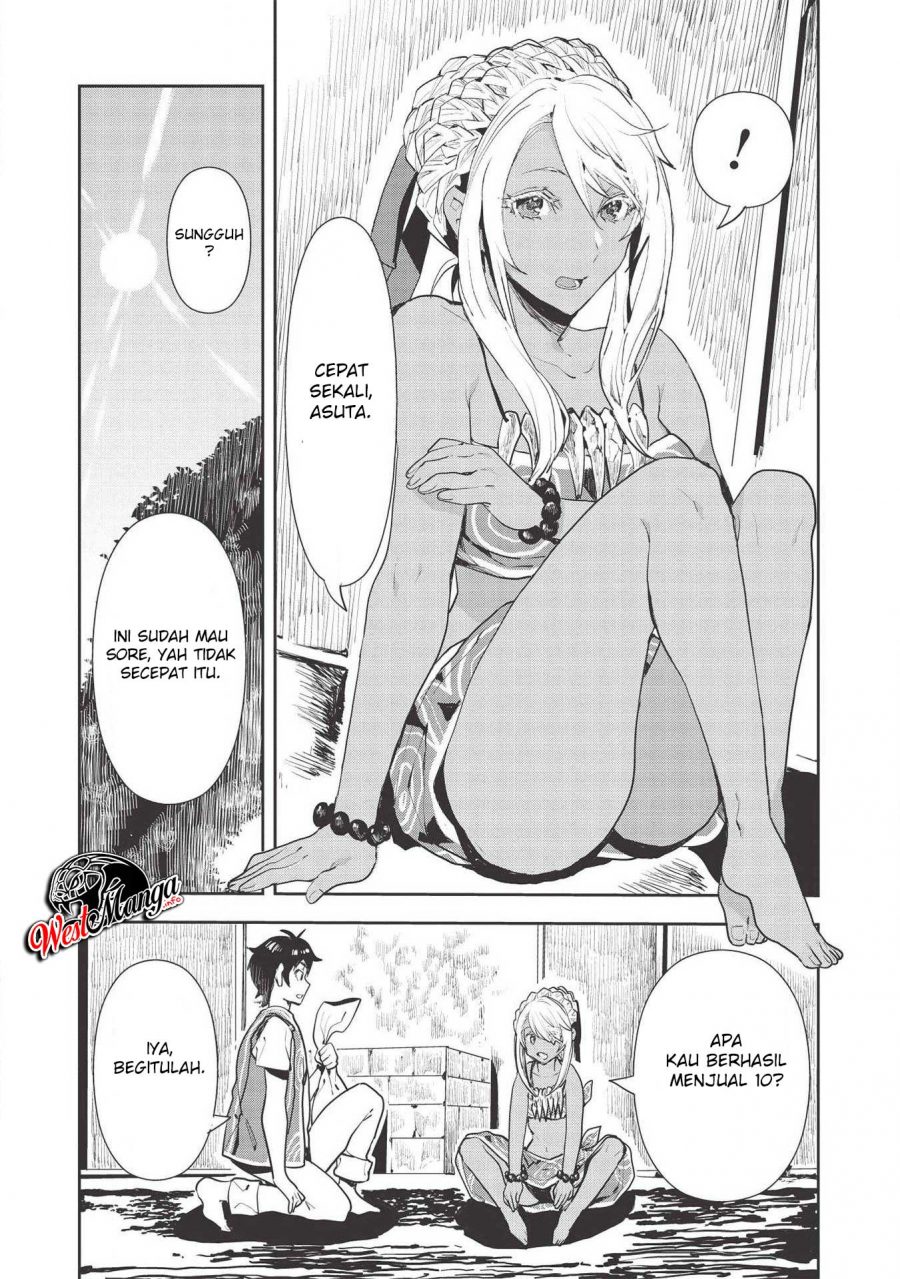 !
CEPAT
SEKALI,
ASUTA.
SUNGGUH
?
INI SUDAH MAU
SORE, YAH TIDAK
SECEPAT ITU.
WestManga
.info
APA
KAU BERHASIL
MENJUAL 10?
IYA,
BEGITULAH.